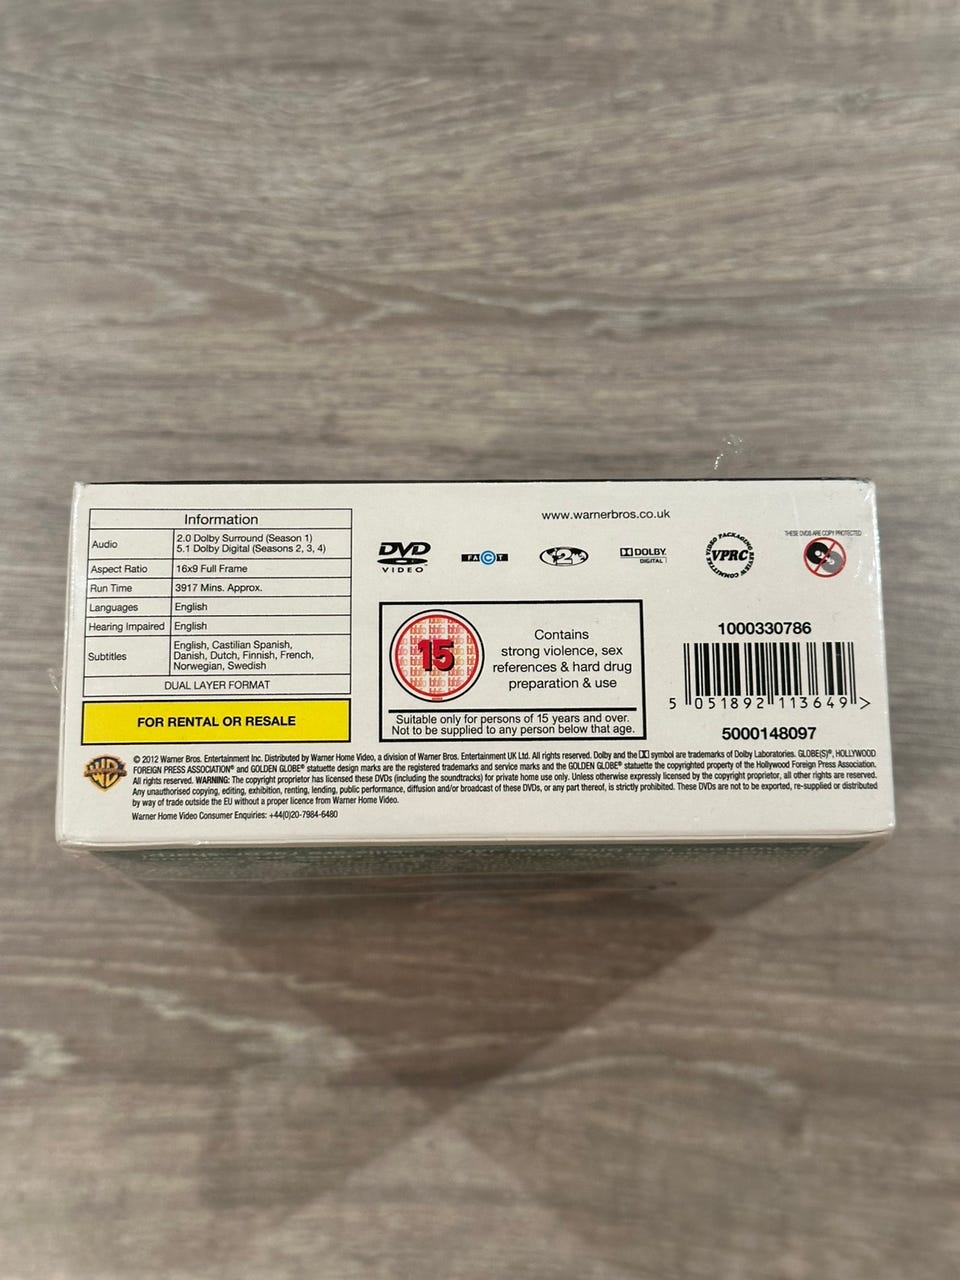 Information
Audio
2.0 Dolby Surround (Season 1)
5.1 Dolby Digital (Seasons 2, 3, 4)
Aspect Ratio
16x9 Full Frame
Run Time
3917 Mins. Approx.
Languages
English
Hearing Impaired
English
Subtitles
English, Castilian Spanish,
Danish, Dutch, Finnish, French,
Norwegian, Swedish
DUAL LAYER FORMAT
FOR RENTAL OR RESALE
www.warnerbros.co.uk
DVD
VIDEO
FACT
2
DOLBY
DIGITAL
VIDEO PACKAGING REVIEW COMMITTEE
VPRC
THESE DVDS ARE COPY PROTECTED
15
Contains
strong violence, sex
references & hard drug
preparation & use
Suitable only for persons of 15 years and over.
Not to be supplied to any person below that age.
1000330786
5 051892 113649 >
5000148097
WB
© 2012 Warner Bros. Entertainment Inc. Distributed by Warner Home Video, a division of Warner Bros. Entertainment UK Ltd. All rights reserved. Dolby and the symbol are trademarks of Dolby Laboratories. GLOBE(S)®, HOLLYWOOD
FOREIGN PRESS ASSOCIATION® and GOLDEN GLOBE® statuette design marks are the registered trademarks and service marks and the GOLDEN GLOBE® statuette the copyrighted property of the Hollywood Foreign Press Association.
All rights reserved. WARNING: The copyright proprietor has licensed these DVDs (including the soundtracks) for private home use only. Unless otherwise expressly licensed by the copyright proprietor, all other rights are reserved.
Any unauthorised copying, editing, exhibition, renting, lending, public performance, diffusion and/or broadcast of these DVDs, or any part thereof, is strictly prohibited. These DVDs are not to be exported, re-supplied or distributed
by way of trade outside the EU without a proper licence from Warner Home Video.
Warner Home Video Consumer Enquiries: +44(0)20-7984-6480